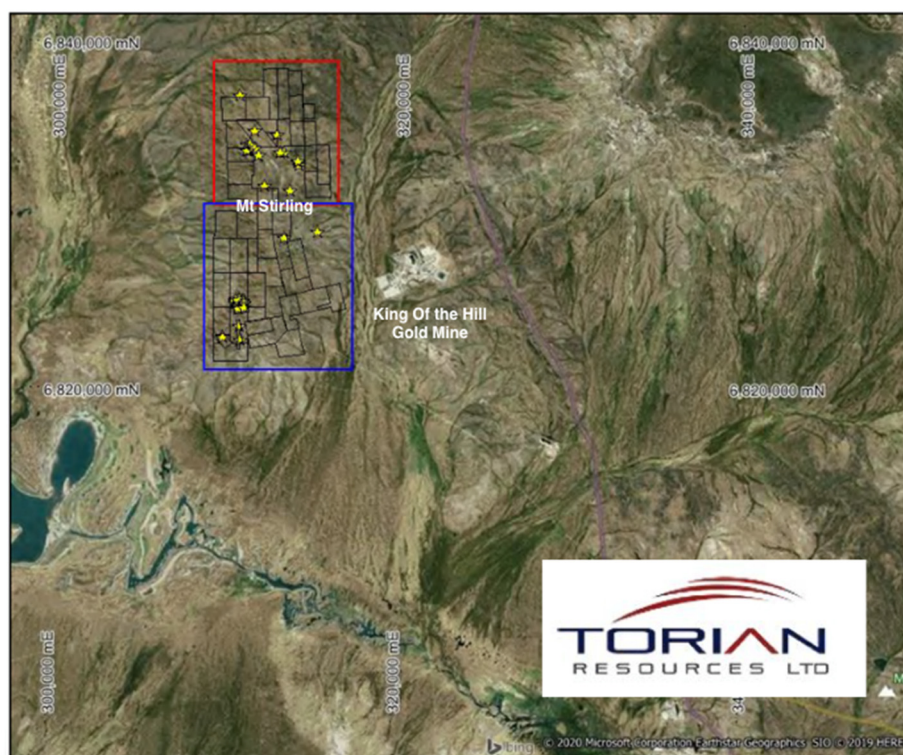 6,840,000 mN
6,840,000 mN
300,000 mE
320,000 mE
340,000 mE
Mt Stirling
King Of the Hill
Gold Mine
6,820,000 mN
6,820,000 mN
TORIAN
RESOURCES LTD
300,000 mE
320,000 mE
34
M
bing
© 2020 Microsoft Corporation Earthstar Geographics SIO © 2019 HERE